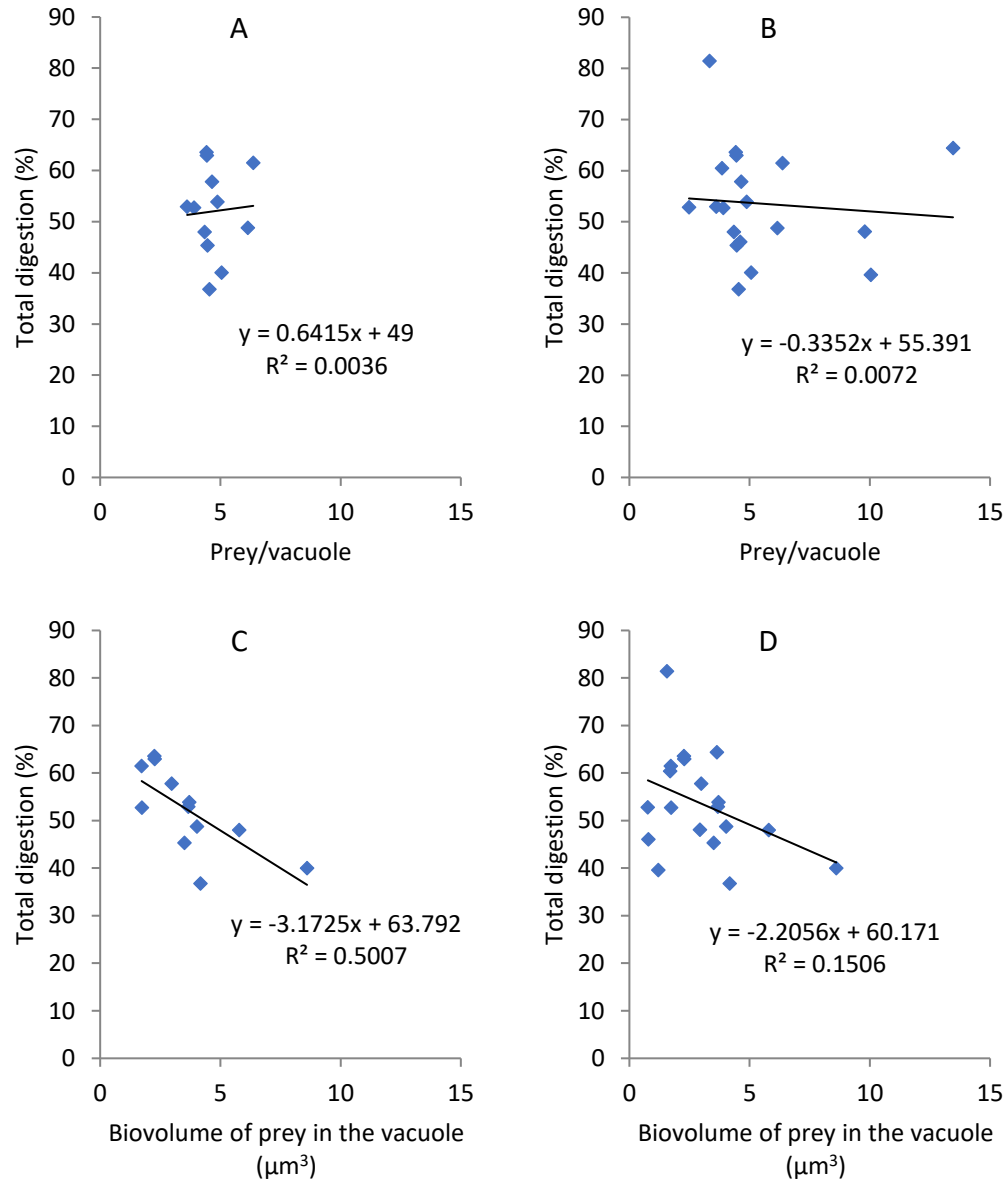 A
90
80
70
60
50
40
30
20
10
0
Total digestion (%)
y = 0.6415x + 49
R² = 0.0036
0 5 10 15
Prey/vacuole
B
90
80
70
60
50
40
30
20
10
0
Total digestion (%)
y = -0.3352x + 55.391
R² = 0.0072
0 5 10 15
Prey/vacuole
C
90
80
70
60
50
40
30
20
10
0
Total digestion (%)
y = -3.1725x + 63.792
R² = 0.5007
0 5 10 15
Biovolume of prey in the vacuole
(µm³)
D
90
80
70
60
50
40
30
20
10
0
Total digestion (%)
y = -2.2056x + 60.171
R² = 0.1506
0 5 10 15
Biovolume of prey in the vacuole
(µm³)